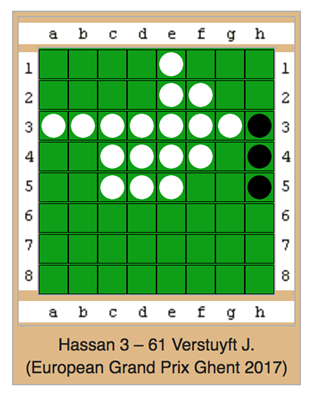 a b c d e f g h
1 1
2 2
3 3
4 4
5 5
6 6
7 7
8 8
a b c d e f g h
Hassan 3 – 61 Verstuyft J.
(European Grand Prix Ghent 2017)